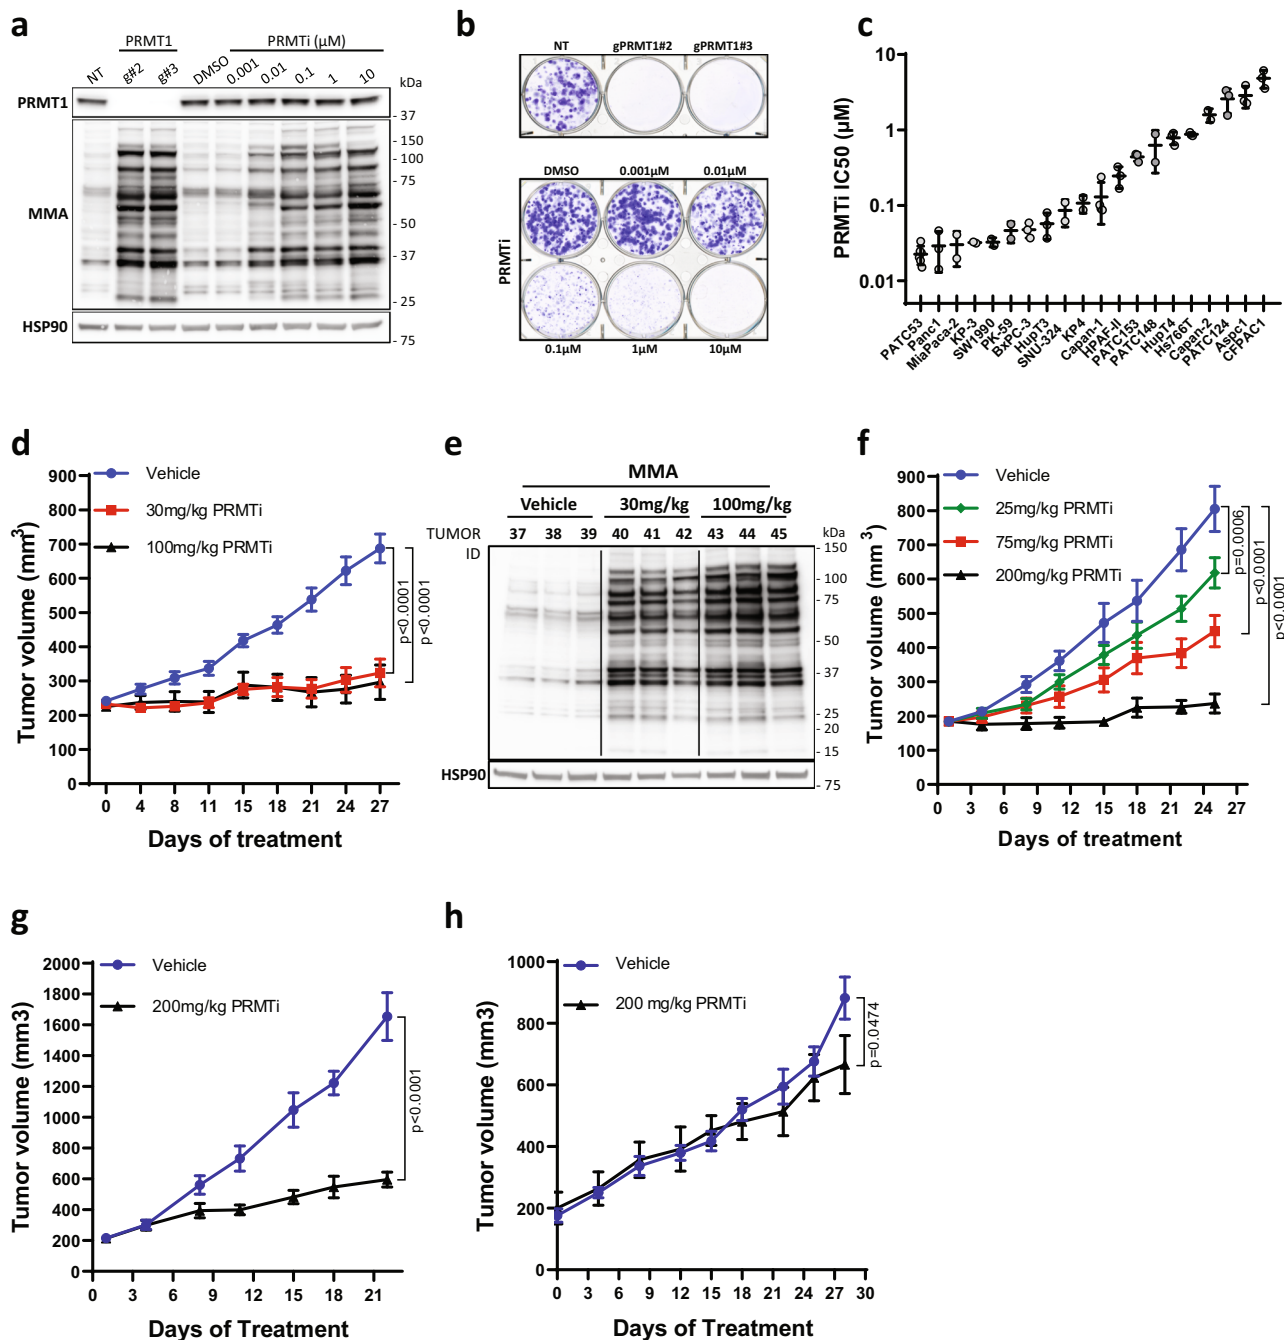 a
PRMT1
PRMTi (µM)
NT
g#2
g#3
DMSO
0.001
0.01
0.1
1
10
kDa
PRMT1
- 37
MMA
- 150
- 100
- 75
- 50
- 37
- 25
HSP90
- 75
b
NT
gPRMT1#2
gPRMT1#3
DMSO
0.001µM
0.01µM
PRMTi
0.1µM
1µM
10µM
c
PRMTi IC50 (µM)
10
1
0.1
0.01
PATC53
Panc1
MiaPaca-2
KP-3
SW1990
PK-59
BxPC-3
HupT3
SNU-324
KP4
Capan-1
HPAF-II
PATC153
PATC148
HupT4
Hs766T
Capan-2
PATC124
Aspc1
CFPAC1
d
Vehicle
30mg/kg PRMTi
100mg/kg PRMTi
Tumor volume (mm³)
900
800
700
600
500
400
300
200
100
0
0 4 8 11 15 18 21 24 27
Days of treatment
p<0.0001
p<0.0001
e
MMA
Vehicle 30mg/kg 100mg/kg
TUMOR ID
37 38 39 40 41 42 43 44 45
kDa
- 150
- 100
- 75
- 50
- 37
- 25
- 20
- 15
HSP90
- 75
f
Vehicle
25mg/kg PRMTi
75mg/kg PRMTi
200mg/kg PRMTi
Tumor volume (mm³)
900
800
700
600
500
400
300
200
100
0
0 3 6 9 12 15 18 21 24 27
Days of treatment
p=0.0006
p<0.0001
p<0.0001
g
Vehicle
200mg/kg PRMTi
Tumor volume (mm3)
2000
1800
1600
1400
1200
1000
800
600
400
200
0
0 3 6 9 12 15 18 21
Days of Treatment
p<0.0001
h
Vehicle
200 mg/kg PRMTi
Tumor volume (mm3)
1000
800
600
400
200
0
0 3 6 9 12 15 18 21 24 27 30
Days of Treatment
p=0.0474